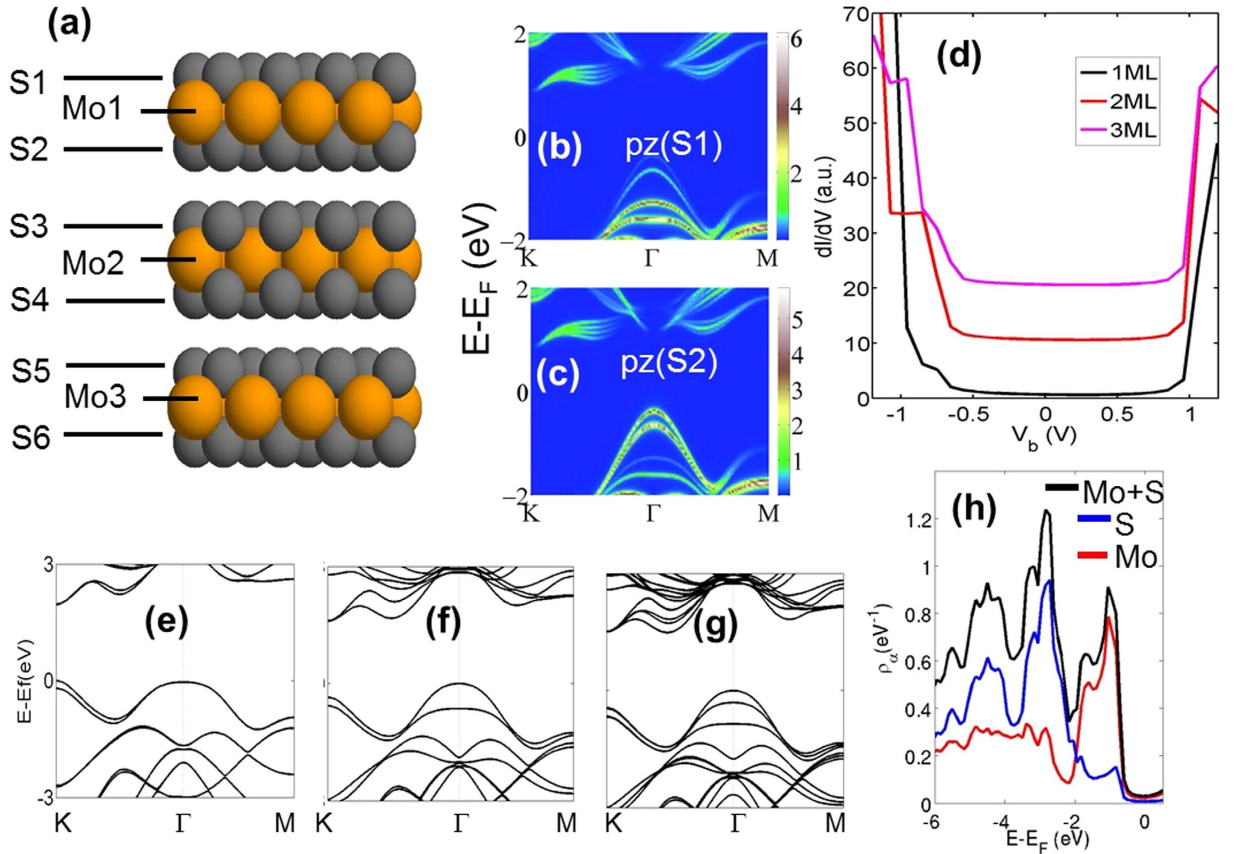 (a)
S1
Mo1
S2
S3
Mo2
S4
S5
Mo3
S6
E-E_F (eV)
2
0
−2
(b)
pz(S1)
K
Γ
M
6
4
2
2
0
−2
(c)
pz(S2)
K
Γ
M
5
4
3
2
1
(d)
1ML
2ML
3ML
dI/dV (a.u.)
70
60
50
40
30
20
10
0
-1
-0.5
0
0.5
1
V_b (V)
E-Ef(eV)
3
0
-3
(e)
K
Γ
M
(f)
K
Γ
M
(g)
K
Γ
M
(h)
Mo+S
S
Mo
ρ_α (eV⁻¹)
1.2
1
0.8
0.6
0.4
0.2
0
-6
-4
-2
0
E-E_F (eV)